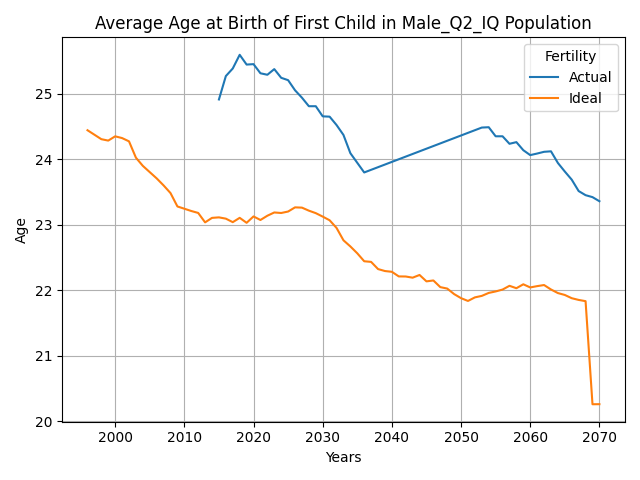 Average Age at Birth of First Child in Male_Q2_IQ Population
Fertility
Actual
Ideal
Age
25
24
23
22
21
20
2000 2010 2020 2030 2040 2050 2060 2070
Years